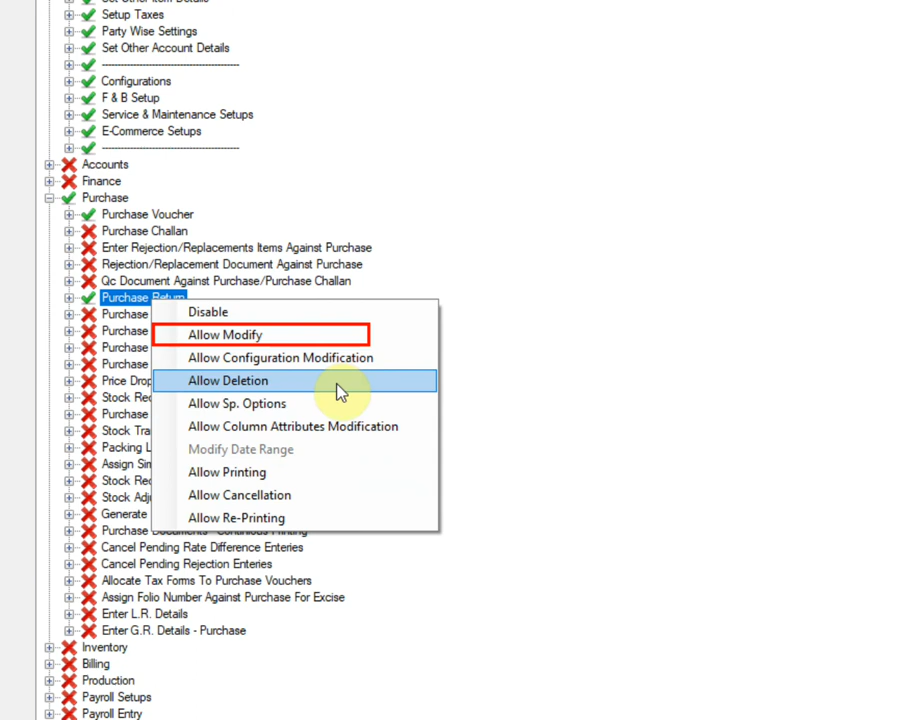 Set Other Item Details
Setup Taxes
Party Wise Settings
Set Other Account Details
----------------------------------------
Configurations
F & B Setup
Service & Maintenance Setups
E-Commerce Setups
----------------------------------------
Accounts
Finance
Purchase
Purchase Voucher
Purchase Challan
Enter Rejection/Replacements Items Against Purchase
Rejection/Replacement Document Against Purchase
Qc Document Against Purchase/Purchase Challan
Purchase Return
Disable
Purchase
Allow Modify
Purchase
Purchase
Allow Configuration Modification
Purchase
Price Drop
Allow Deletion
Stock Rec
Allow Sp. Options
Purchase
Allow Column Attributes Modification
Stock Tra
Packing L
Modify Date Range
Assign Sim
Allow Printing
Stock Rec
Stock Adju
Allow Cancellation
Generate
Allow Re-Printing
Purchase Documents - Continous Printing
Cancel Pending Rate Difference Enteries
Cancel Pending Rejection Enteries
Allocate Tax Forms To Purchase Vouchers
Assign Folio Number Against Purchase For Excise
Enter L.R. Details
Enter G.R. Details - Purchase
Inventory
Billing
Production
Payroll Setups
Payroll Entry